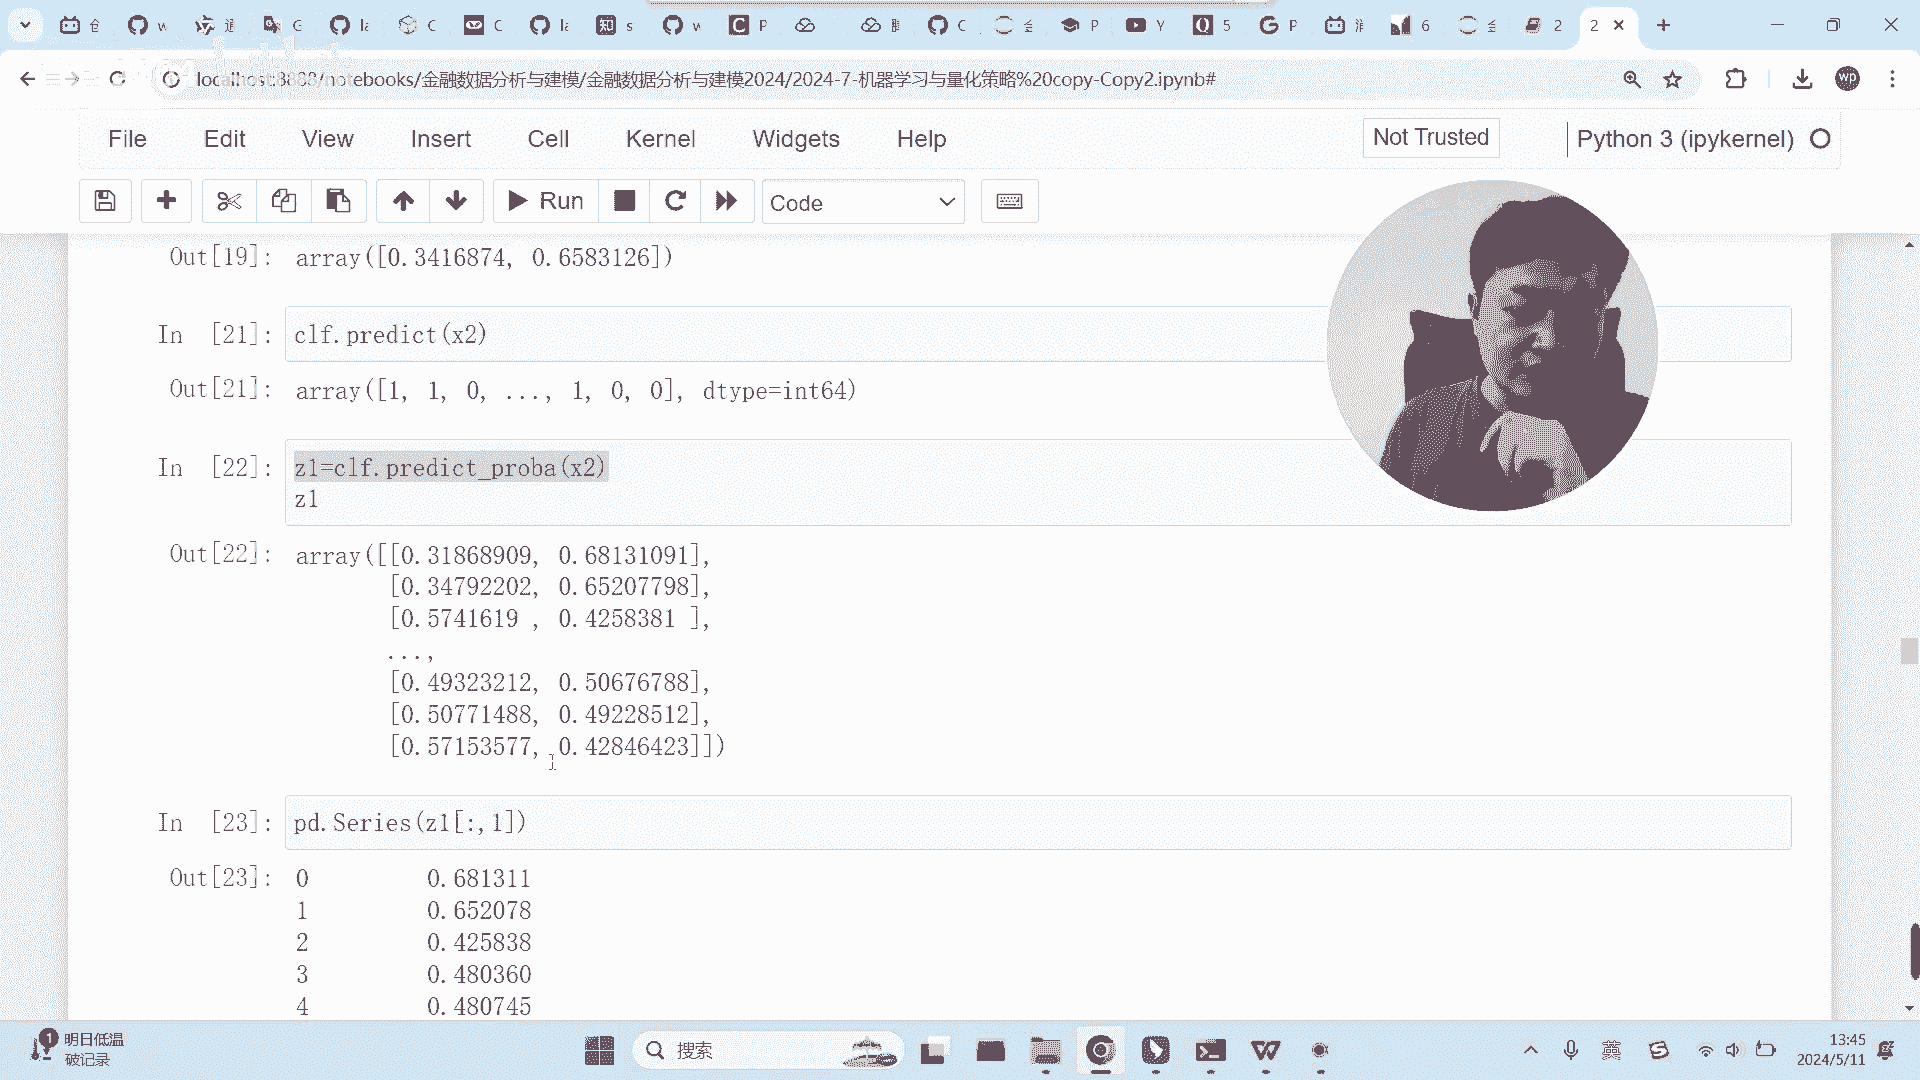 localhost:8888/notebooks/金融数据分析与建模/金融数据分析与建模2024/2024-7-机器学习与量化策略%20copy-Copy2.ipynb#
wp
File Edit View Insert Cell Kernel Widgets Help
Not Trusted
Python 3 (ipykernel)
Run
Code
Out[19]: array([0.3416874, 0.6583126])
In [21]: clf.predict(x2)
Out[21]: array([1, 1, 0, ..., 1, 0, 0], dtype=int64)
In [22]: z1=clf.predict_proba(x2)
z1
Out[22]: array([[0.31868909, 0.68131091],
[0.34792202, 0.65207798],
[0.5741619 , 0.4258381 ],
...,
[0.49323212, 0.50676788],
[0.50771488, 0.49228512],
[0.57153577, 0.42846423]])
In [23]: pd.Series(z1[:,1])
Out[23]: 0 0.681311
1 0.652078
2 0.425838
3 0.480360
4 0.480745
1
明日低温
破记录
搜索
英
13:45
2024/5/11